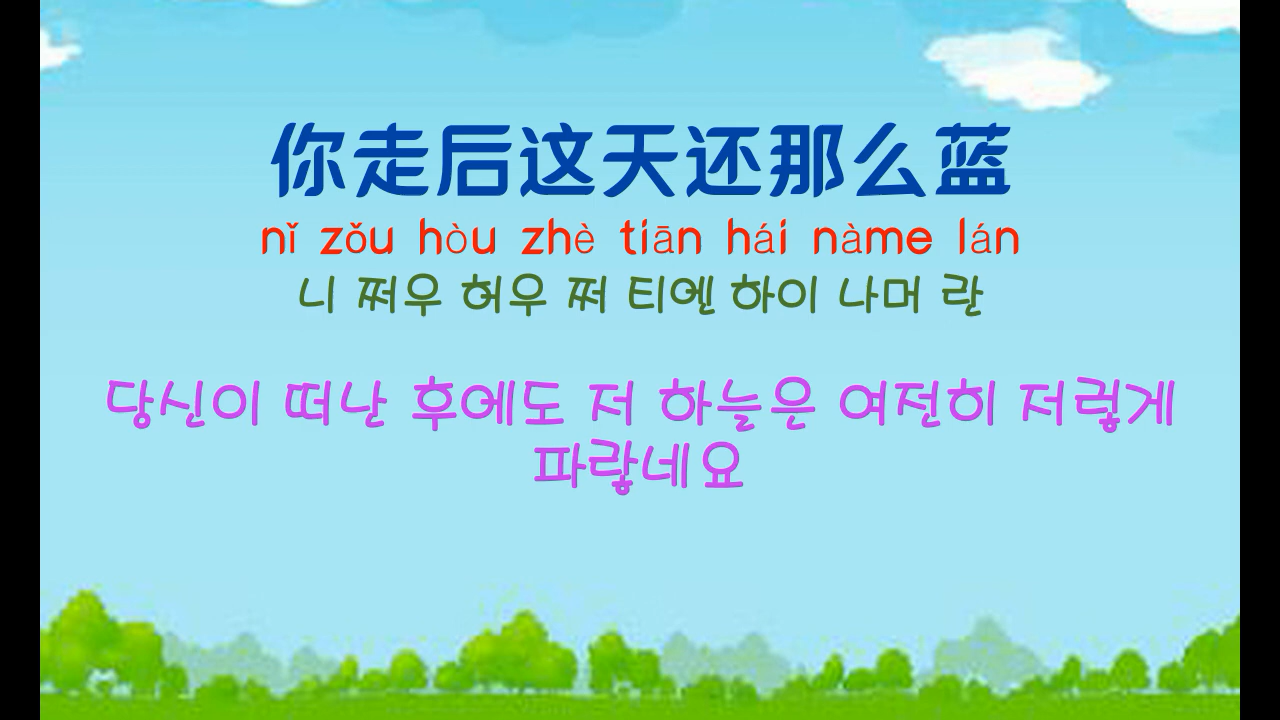 你走后这天还那么蓝
nǐ zǒu hòu zhè tiān hái nàme lán
니 쩌우 허우 쩌 티엔 하이 나머 란
당신이 떠난 후에도 저 하늘은 여전히 저렇게
파랗네요